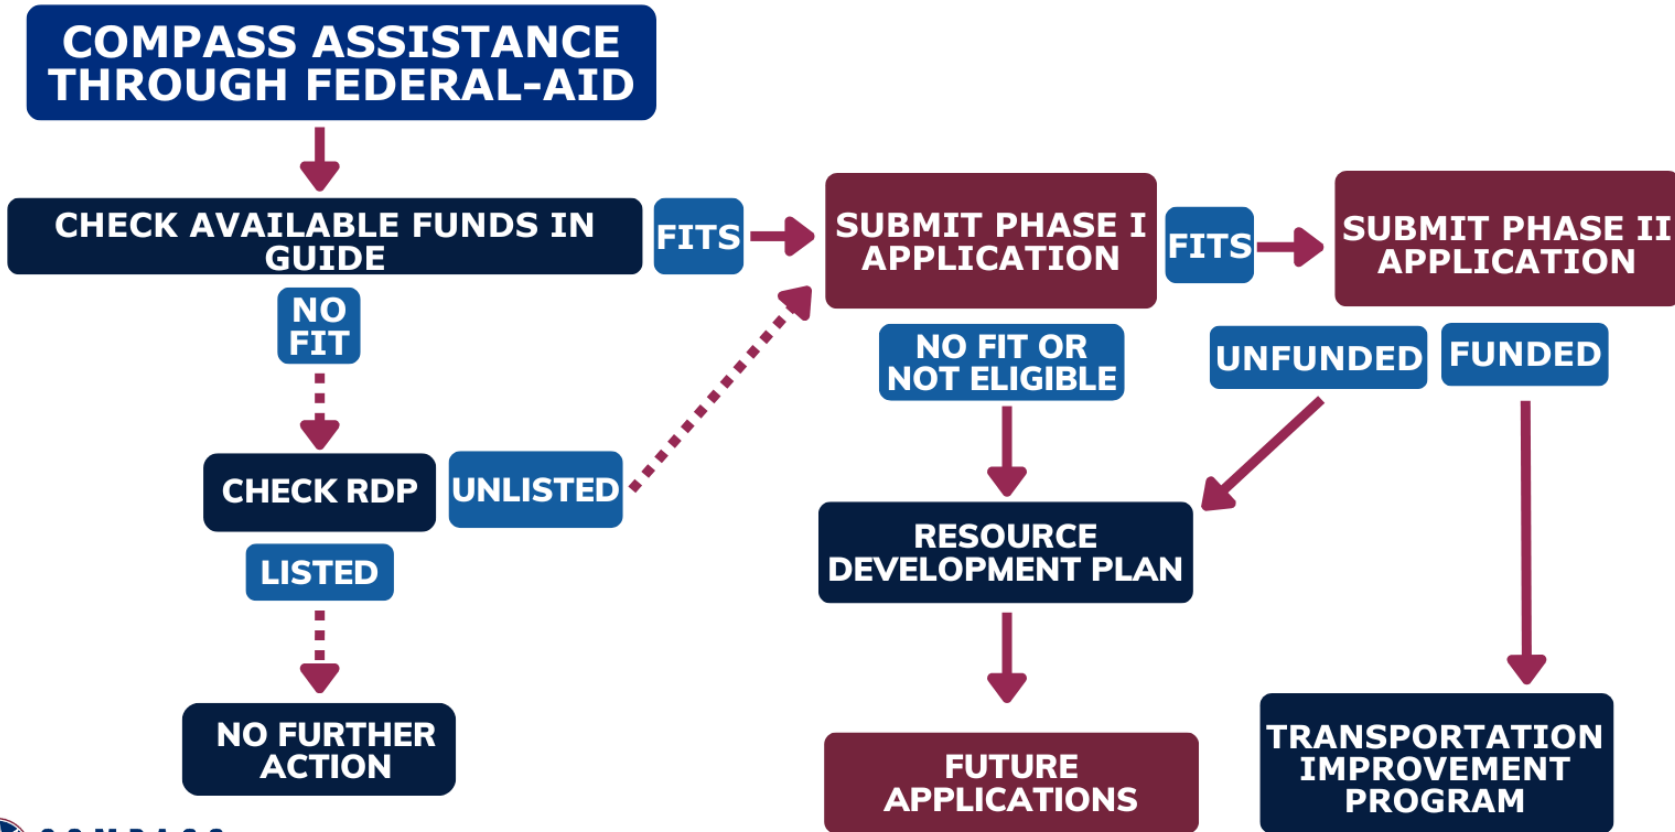 COMPASS ASSISTANCE
THROUGH FEDERAL-AID
CHECK AVAILABLE FUNDS IN
GUIDE
FITS
SUBMIT PHASE I
APPLICATION
FITS
SUBMIT PHASE II
APPLICATION
NO
FIT
NO FIT OR
NOT ELIGIBLE
UNFUNDED
FUNDED
CHECK RDP
UNLISTED
LISTED
RESOURCE
DEVELOPMENT PLAN
NO FURTHER
ACTION
FUTURE
APPLICATIONS
TRANSPORTATION
IMPROVEMENT
PROGRAM